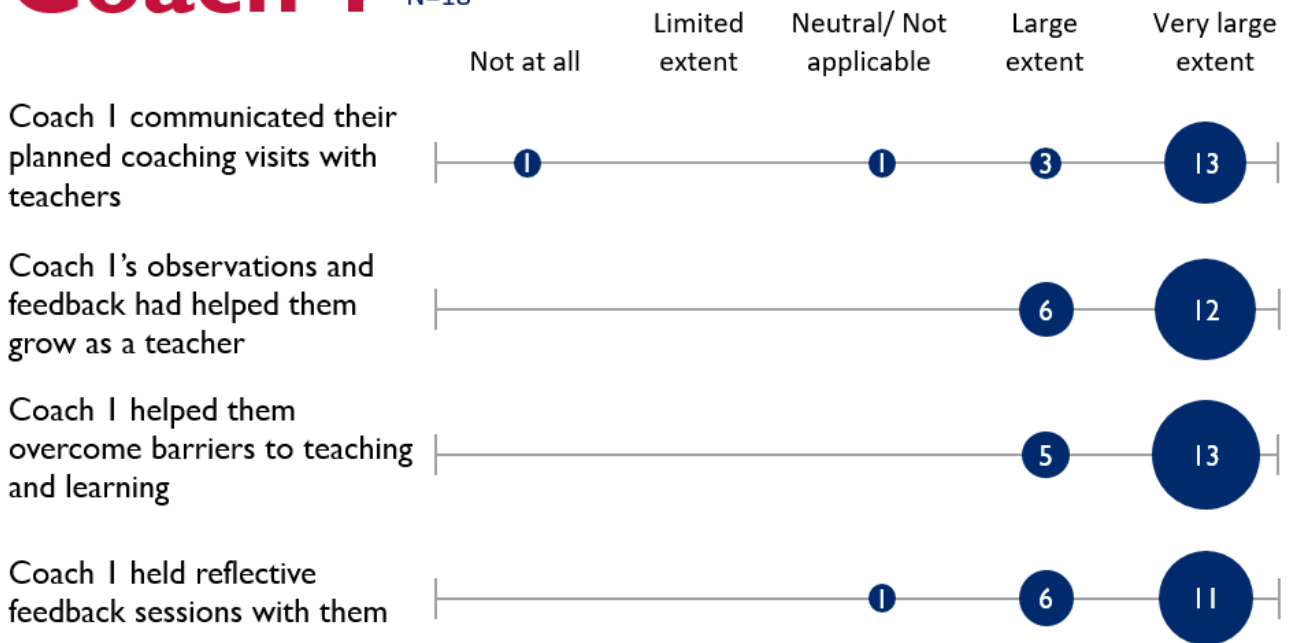 Coach 1 N=18
Not at all
Limited extent
Neutral/ Not applicable
Large extent
Very large extent
Coach 1 communicated their
planned coaching visits with
teachers
1 1 3 13
Coach 1’s observations and
feedback had helped them
grow as a teacher
6 12
Coach 1 helped them
overcome barriers to teaching
and learning
5 13
Coach 1 held reflective
feedback sessions with them
1 6 11